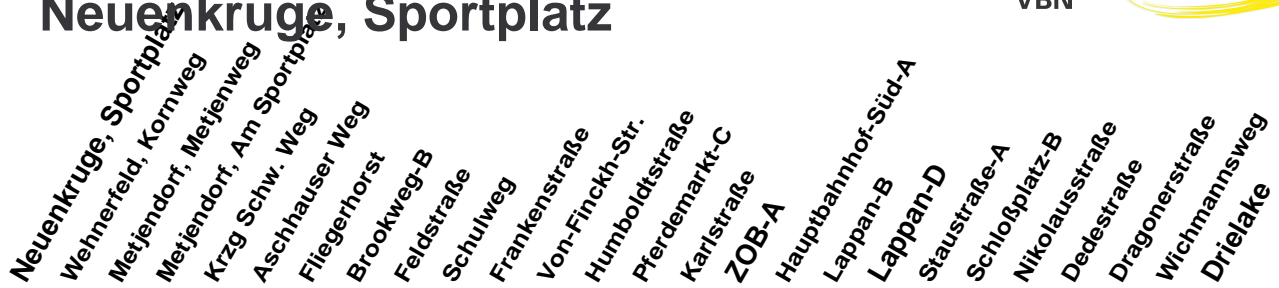 Neuenkruge, Sportplatz
VBN
Neuenkruge, Sportplatz
Wehnerfeld, Kornweg
Metjendorf, Metjenweg
Metjendorf, Am Sportplatz
Krzg Schw. Weg
Aschhauser Weg
Fliegerhorst
Brookweg-B
Feldstraße
Schulweg
Frankenstraße
Von-Finckh-Str.
Humboldtstraße
Pferdemarkt-C
Karlstraße
ZOB-A
Hauptbahnhof-Süd-A
Lappan-B
Lappan-D
Staustraße-A
Schloßplatz-B
Nikolausstraße
Dedestraße
Dragonerstraße
Wichmannsweg
Drielake